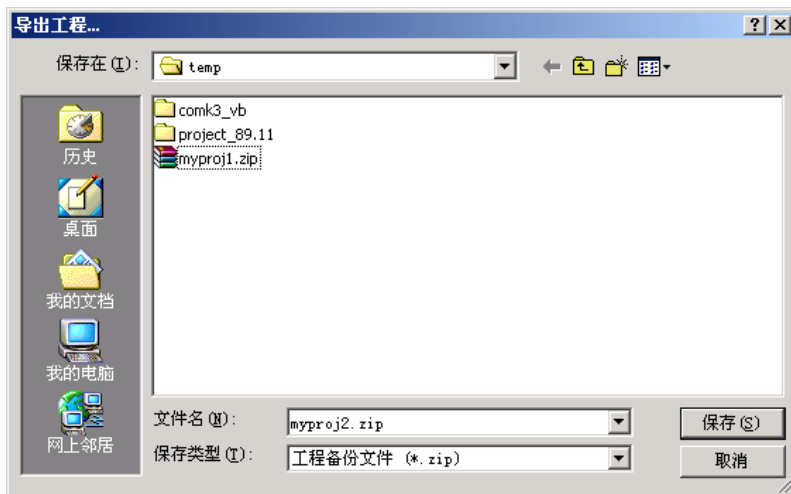 导出工程...
保存在(I):
temp
历史
桌面
我的文档
我的电脑
网上邻居
comk3_vb
project_89.11
myproj1.zip
文件名(N):
myproj2.zip
保存(S)
保存类型(T):
工程备份文件 (*.zip)
取消